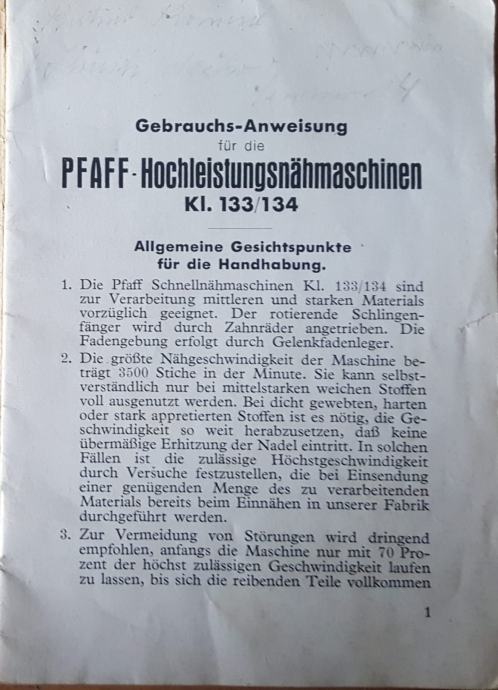 Gebrauchs-Anweisung
für die
PFAFF-Hochleistungsnähmaschinen
Kl. 133/134
Allgemeine Gesichtspunkte
für die Handhabung.
1. Die Pfaff Schnellnähmaschinen Kl. 133/134 sind
zur Verarbeitung mittleren und starken Materials
vorzüglich geeignet. Der rotierende Schlingen-
fänger wird durch Zahnräder angetrieben. Die
Fadengebung erfolgt durch Gelenkfadenleger.
2. Die größte Nähgeschwindigkeit der Maschine be-
trägt 3500 Stiche in der Minute. Sie kann selbst-
verständlich nur bei mittelstarken weichen Stoffen
voll ausgenutzt werden. Bei dicht gewebten, harten
oder stark appretierten Stoffen ist es nötig, die Ge-
schwindigkeit so weit herabzusetzen, daß keine
übermäßige Erhitzung der Nadel eintritt. In solchen
Fällen ist die zulässige Höchstgeschwindigkeit
durch Versuche festzustellen, die bei Einsendung
einer genügenden Menge des zu verarbeitenden
Materials bereits beim Einnähen in unserer Fabrik
durchgeführt werden.
3. Zur Vermeidung von Störungen wird dringend
empfohlen, anfangs die Maschine nur mit 70 Pro-
zent der höchst zulässigen Geschwindigkeit laufen
zu lassen, bis sich die reibenden Teile vollkommen
1